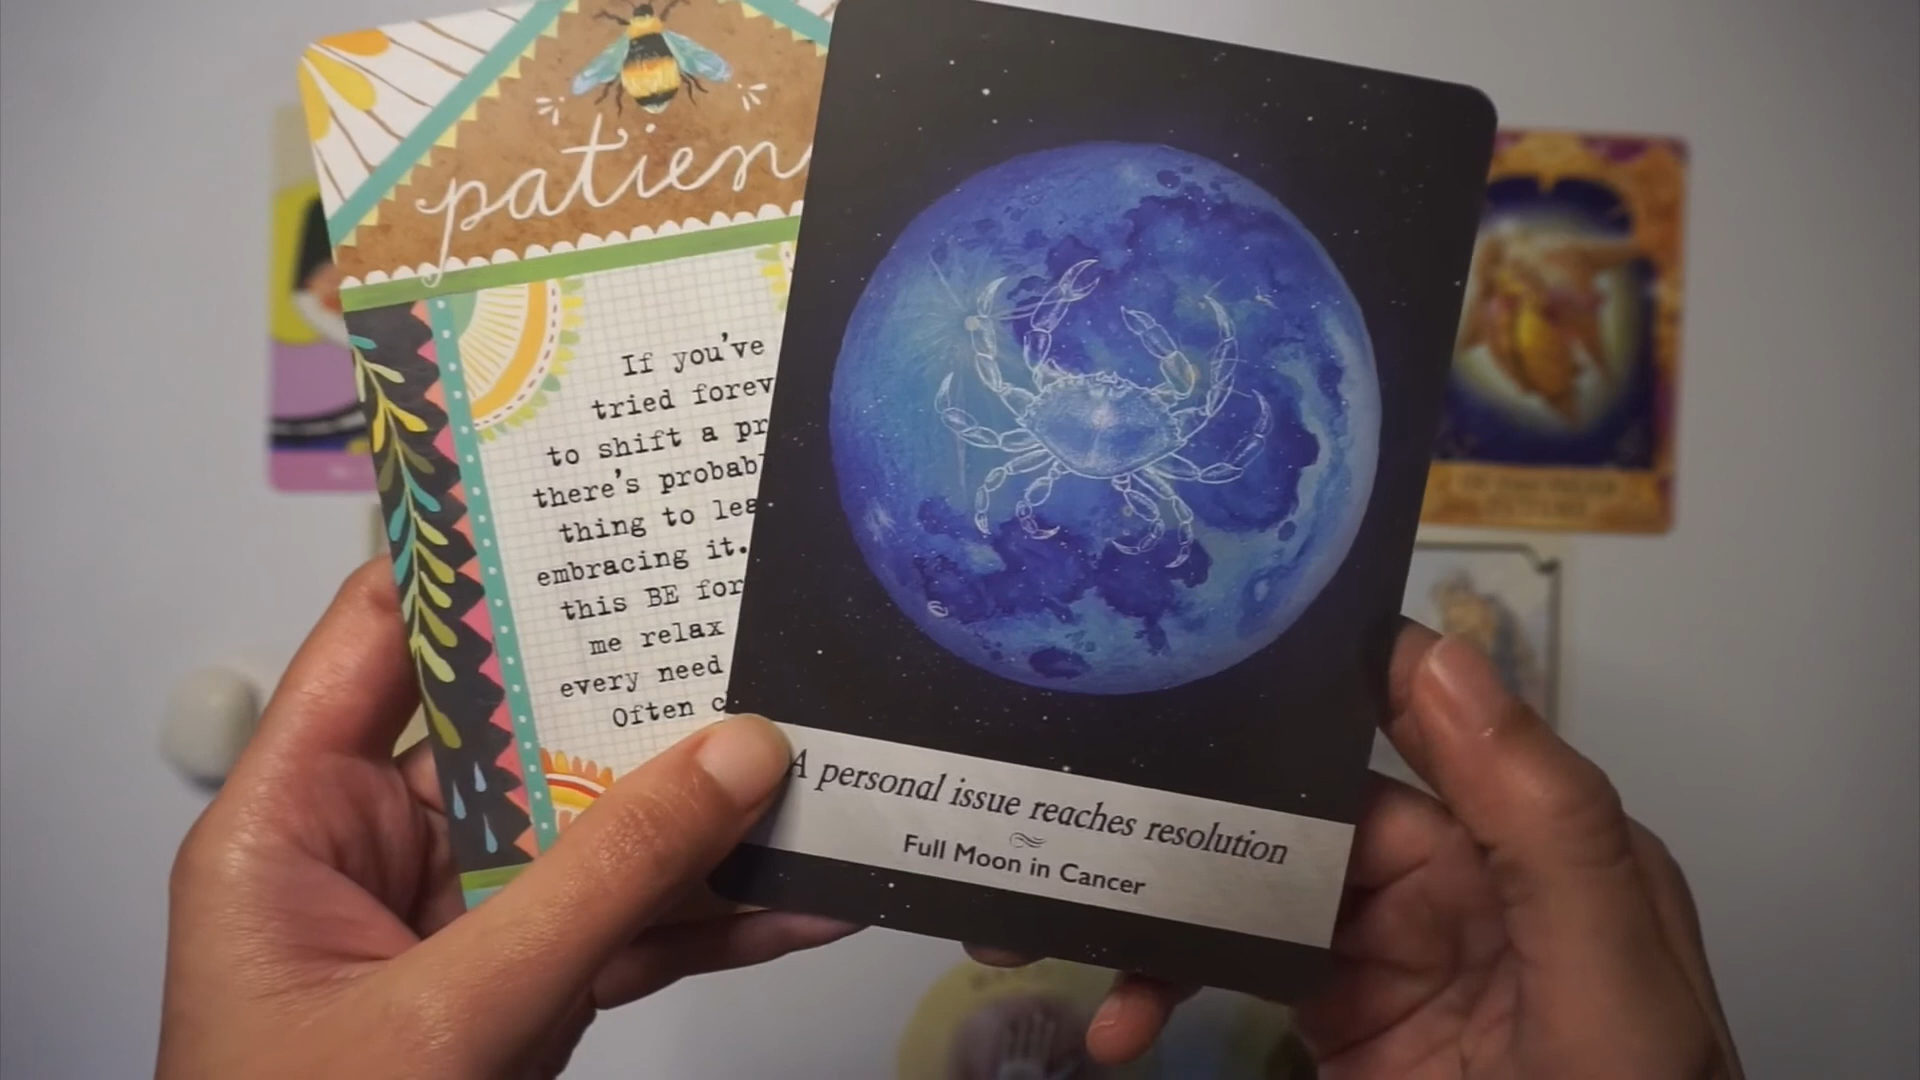 patien
If you've
tried forev
to shift a pr
there's probab
thing to lea
embracing it.
this BE for
me relax
every need
Often c
A personal issue reaches resolution
Full Moon in Cancer